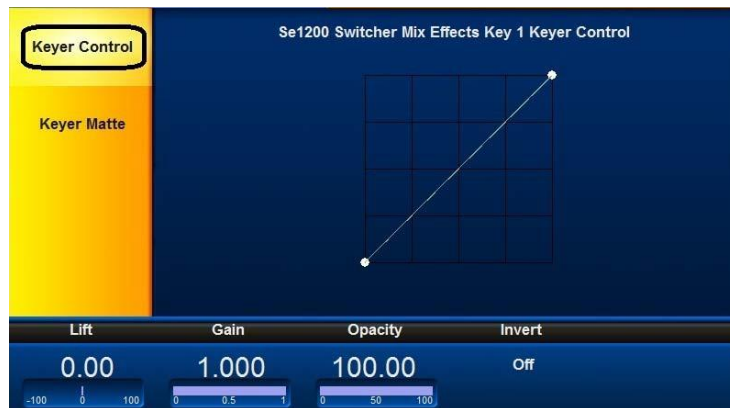 Keyer Control
Se1200 Switcher Mix Effects Key 1 Keyer Control
Keyer Matte
Lift Gain Opacity Invert
0.00 1.000 100.00 Off
-100 0 100 0 0.5 1 0 50 100